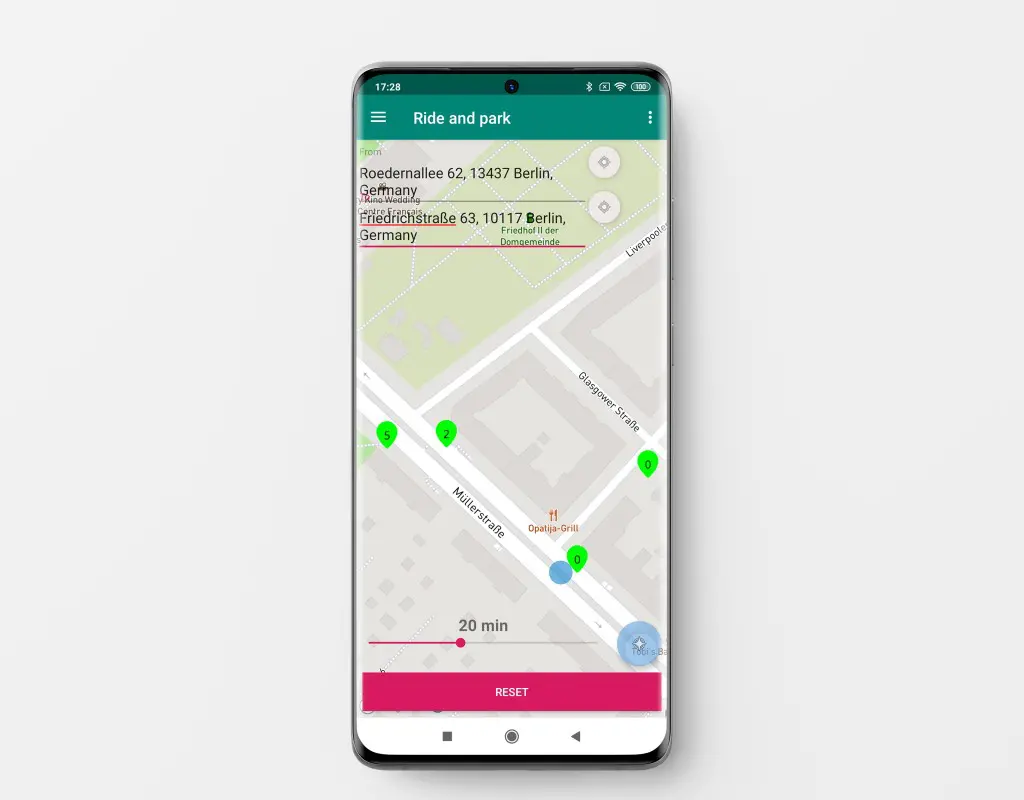 17:28
100
Ride and park
From
Roedernallee 62, 13437 Berlin,
Germany
Kino Wedding
Centre Français
Friedrichstraße 63, 10117 Berlin,
Germany
Friedhof II der
Domgemeinde
Glasgower Straße
5
2
0
Müllerstraße
Opatija-Grill
0
20 min
RESET